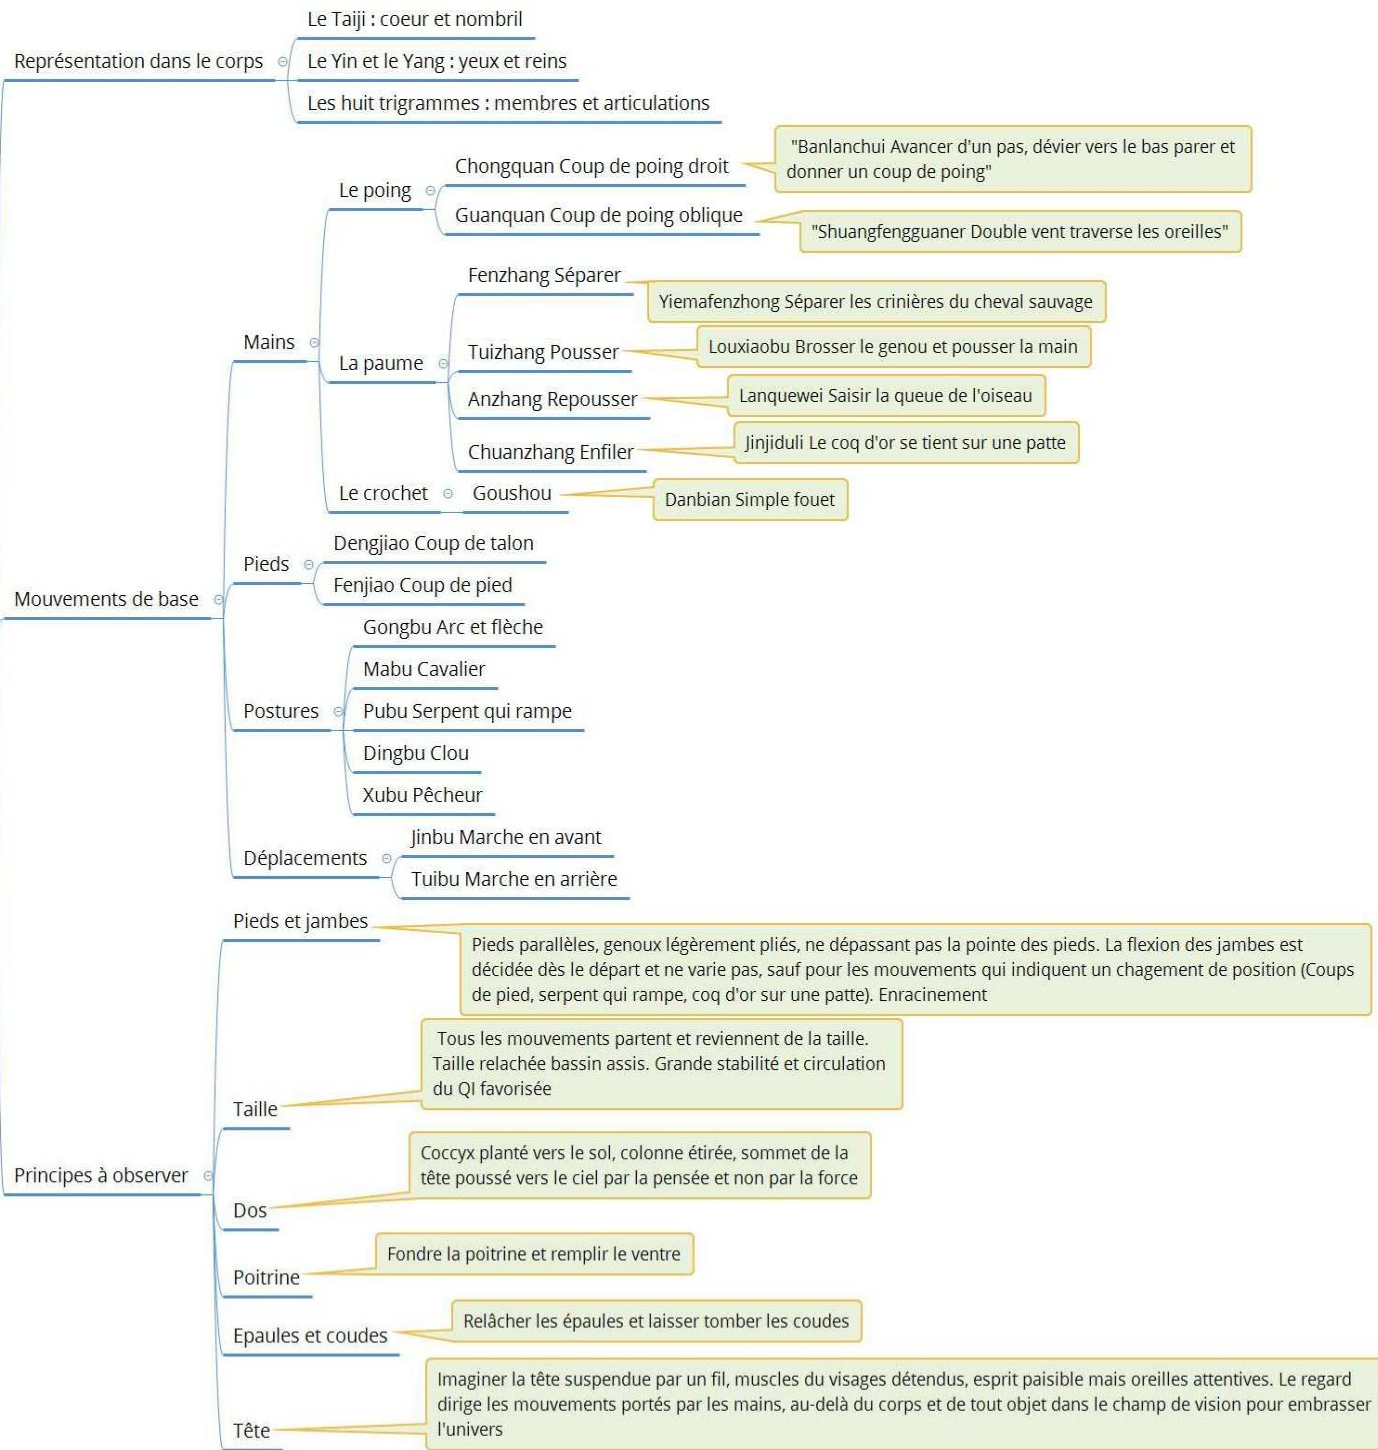 Le Taiji : coeur et nombril
Représentation dans le corps
Le Yin et le Yang : yeux et reins
Les huit trigrammes : membres et articulations
"Banlanchui Avancer d'un pas, dévier vers le bas parer et
donner un coup de poing"
Chongquan Coup de poing droit
Le poing
Guanquan Coup de poing oblique
"Shuangfengguaner Double vent traverse les oreilles"
Fenzhang Séparer
Yiemafenzhong Séparer les crinières du cheval sauvage
Mains
La paume
Tuizhang Pousser
Louxiaobu Brosser le genou et pousser la main
Anzhang Repousser
Lanquewei Saisir la queue de l'oiseau
Chuanzhang Enfiler
Jinjiduli Le coq d'or se tient sur une patte
Le crochet
Goushou
Danbian Simple fouet
Mouvements de base
Pieds
Dengjiao Coup de talon
Fenjiao Coup de pied
Postures
Gongbu Arc et flèche
Mabu Cavalier
Pubu Serpent qui rampe
Dingbu Clou
Xubu Pêcheur
Déplacements
Jinbu Marche en avant
Tuibu Marche en arrière
Principes à observer
Pieds et jambes
Pieds parallèles, genoux légèrement pliés, ne dépassant pas la pointe des pieds. La flexion des jambes est
décidée dès le départ et ne varie pas, sauf pour les mouvements qui indiquent un chagement de position (Coups
de pied, serpent qui rampe, coq d'or sur une patte). Enracinement
Taille
Tous les mouvements partent et reviennent de la taille.
Taille relachée bassin assis. Grande stabilité et circulation
du QI favorisée
Dos
Coccyx planté vers le sol, colonne étirée, sommet de la
tête poussé vers le ciel par la pensée et non par la force
Poitrine
Fondre la poitrine et remplir le ventre
Epaules et coudes
Relâcher les épaules et laisser tomber les coudes
Tête
Imaginer la tête suspendue par un fil, muscles du visages détendus, esprit paisible mais oreilles attentives. Le regard
dirige les mouvements portés par les mains, au-delà du corps et de tout objet dans le champ de vision pour embrasser
l'univers